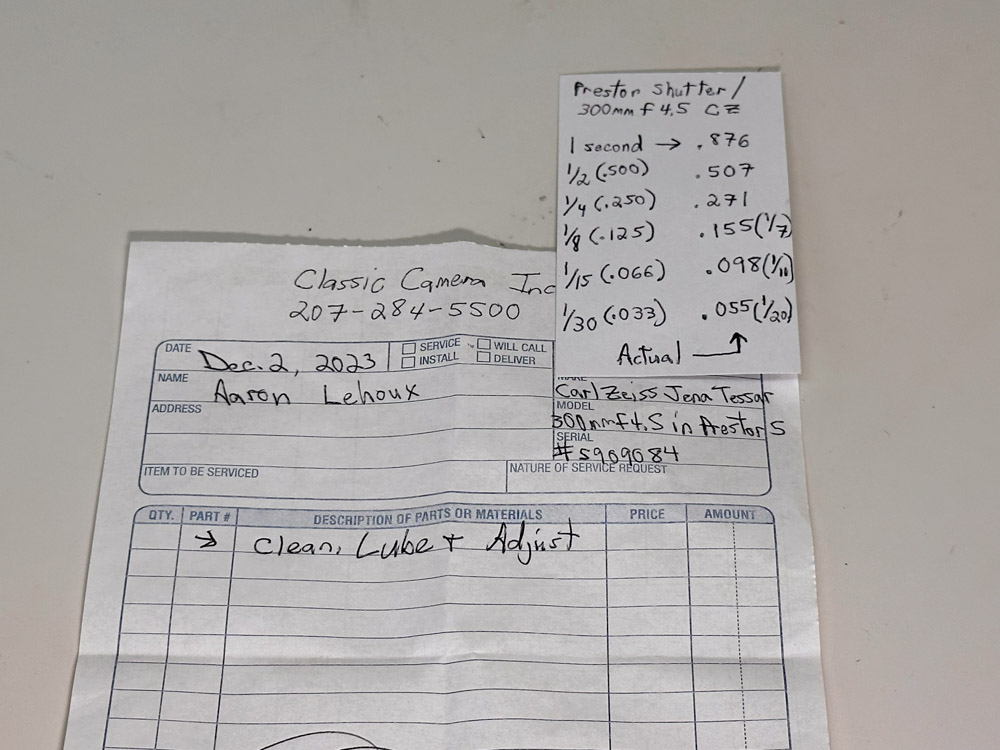 Prestor Shutter/
300mm f 4,5 CZ
1 second → .876
1/2 (.500) .507
1/4 (.250) .271
1/8 (.125) .155 (1/7)
1/15 (.066) .098 (1/10)
1/30 (.033) .055 (1/20)
Actual
Classic Camera Inc
207-284-5500
DATE Dec. 2, 2023
SERVICE WILL CALL
INSTALL DELIVER
NAME Aaron Lehoux
ADDRESS
Carl Zeiss Jena Tessar
MODEL
300mm f4,5 in Prestor S
SERIAL
#5909084
ITEM TO BE SERVICED
NATURE OF SERVICE REQUEST
QTY. PART # DESCRIPTION OF PARTS OR MATERIALS PRICE AMOUNT
→ Clean, Lube + Adjust